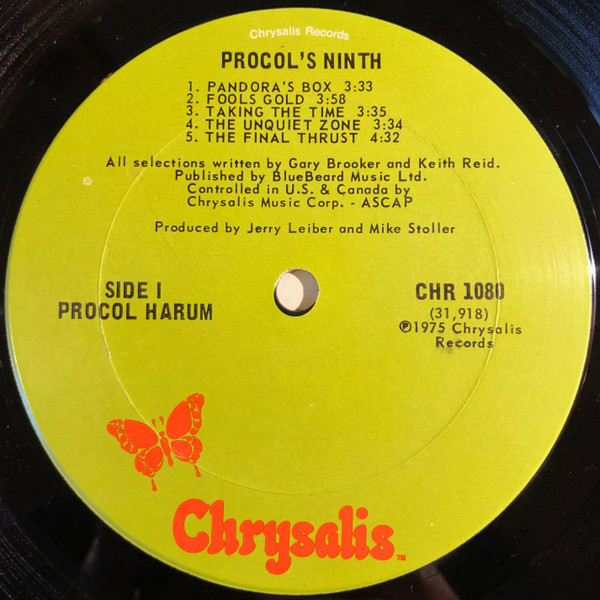 Chrysalis Records
PROCOL'S NINTH
1. PANDORA'S BOX 3:33
2. FOOLS GOLD 3:58
3. TAKING THE TIME 3:35
4. THE UNQUIET ZONE 3:34
5. THE FINAL THRUST 4:32
All selections written by Gary Brooker and Keith Reid.
Published by BlueBeard Music Ltd.
Controlled in U.S. & Canada by
Chrysalis Music Corp. - ASCAP
Produced by Jerry Leiber and Mike Stoller
SIDE I
PROCOL HARUM
CHR 1080
(31,918)
℗1975 Chrysalis
Records
Chrysalis™